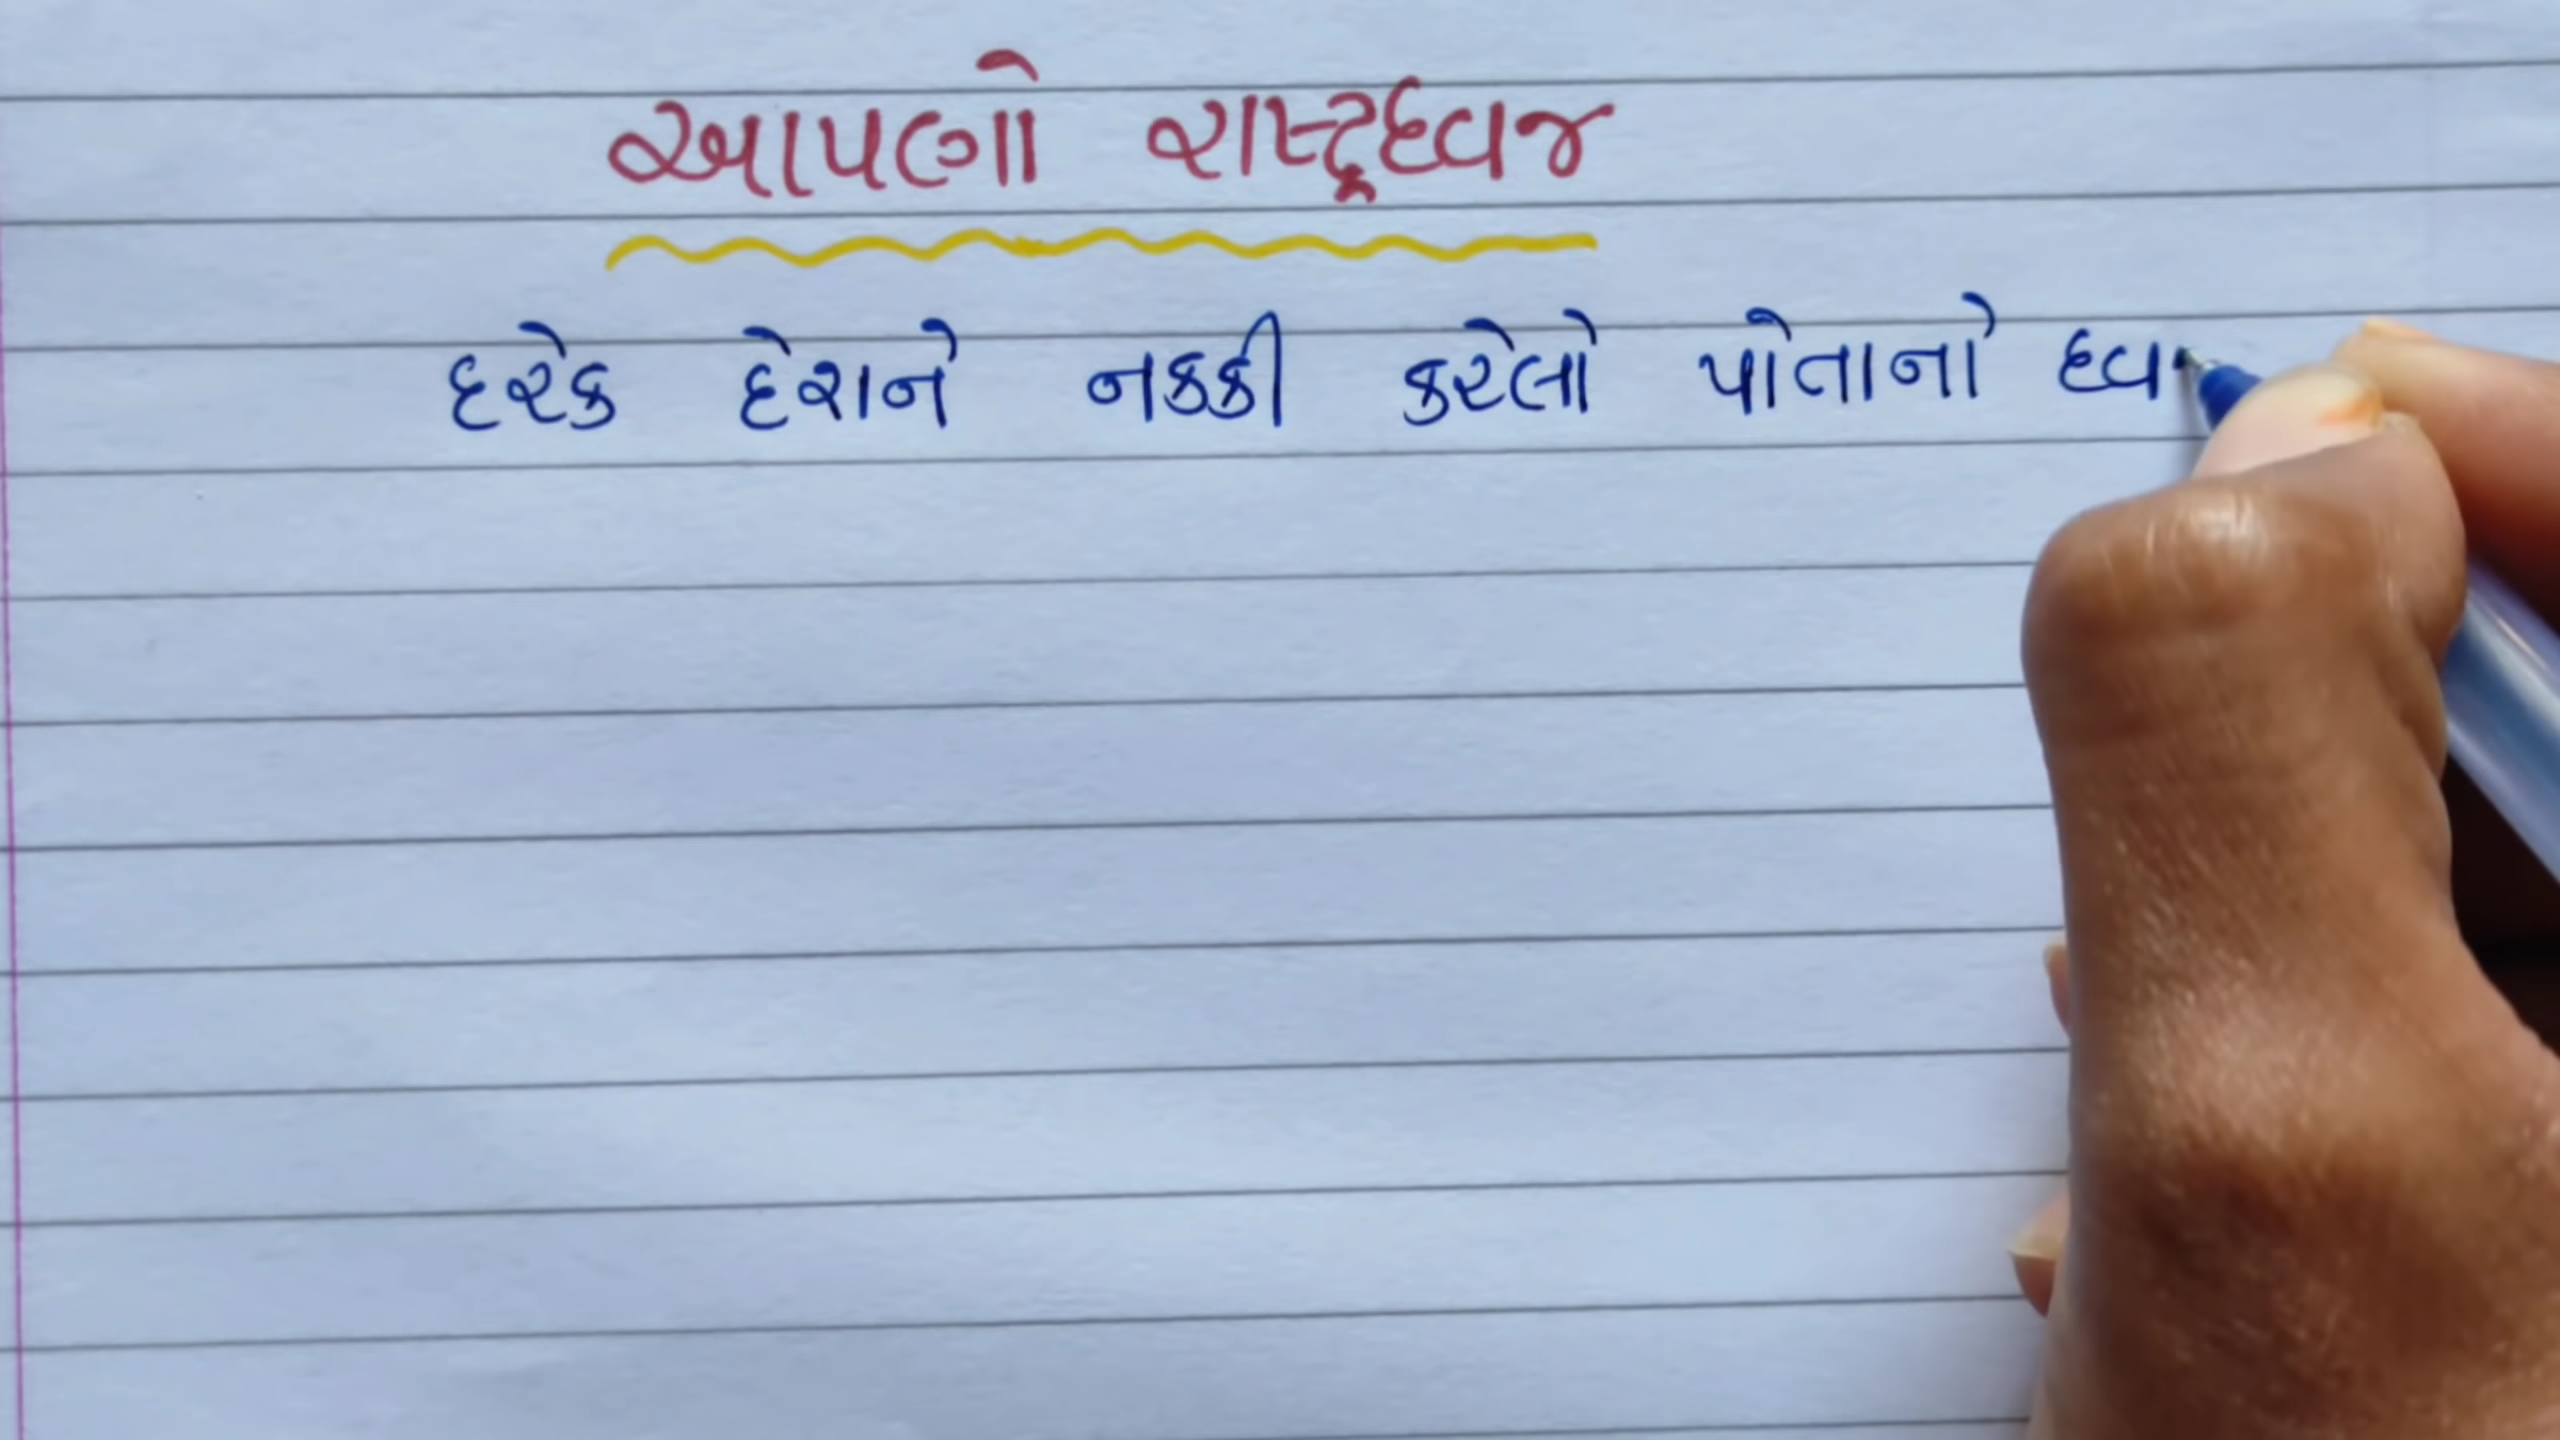 આપણો રાષ્ટ્રધ્વજ
દરેક દેશને નક્કી કરેલો પોતાનો